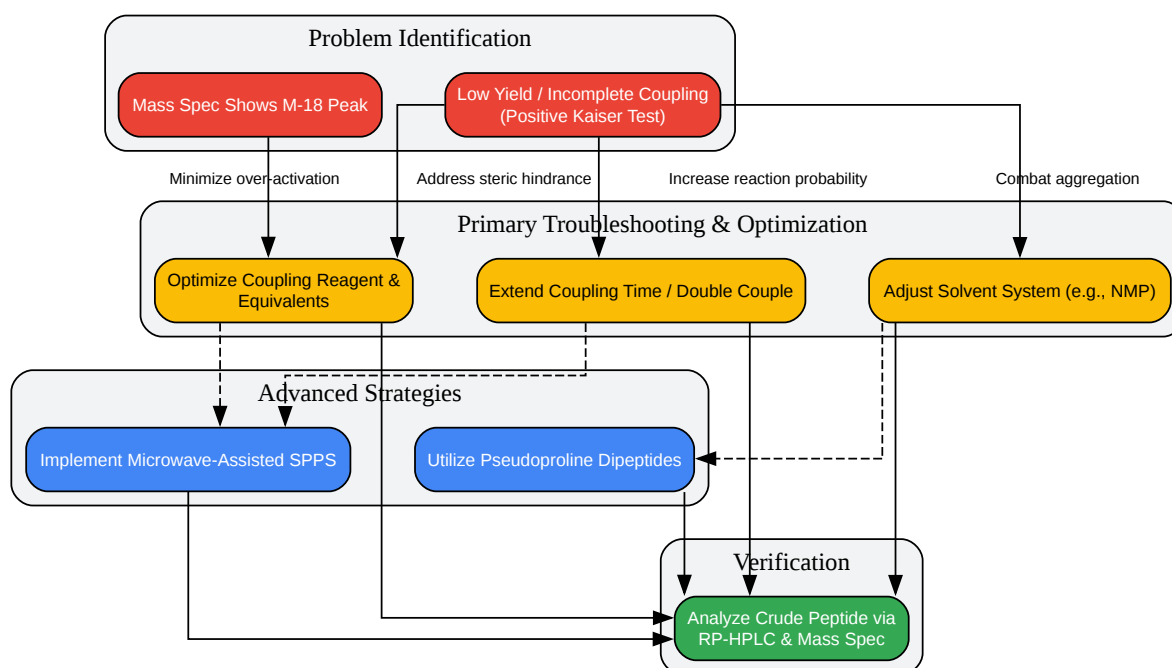 Problem Identification
Mass Spec Shows M-18 Peak
Low Yield / Incomplete Coupling
(Positive Kaiser Test)
Minimize over-activation
Address steric hindrance
Increase reaction probability
Combat aggregation
Primary Troubleshooting & Optimization
Optimize Coupling Reagent &
Equivalents
Extend Coupling Time / Double Couple
Adjust Solvent System (e.g., NMP)
Advanced Strategies
Implement Microwave-Assisted SPPS
Utilize Pseudoproline Dipeptides
Verification
Analyze Crude Peptide via
RP-HPLC & Mass Spec